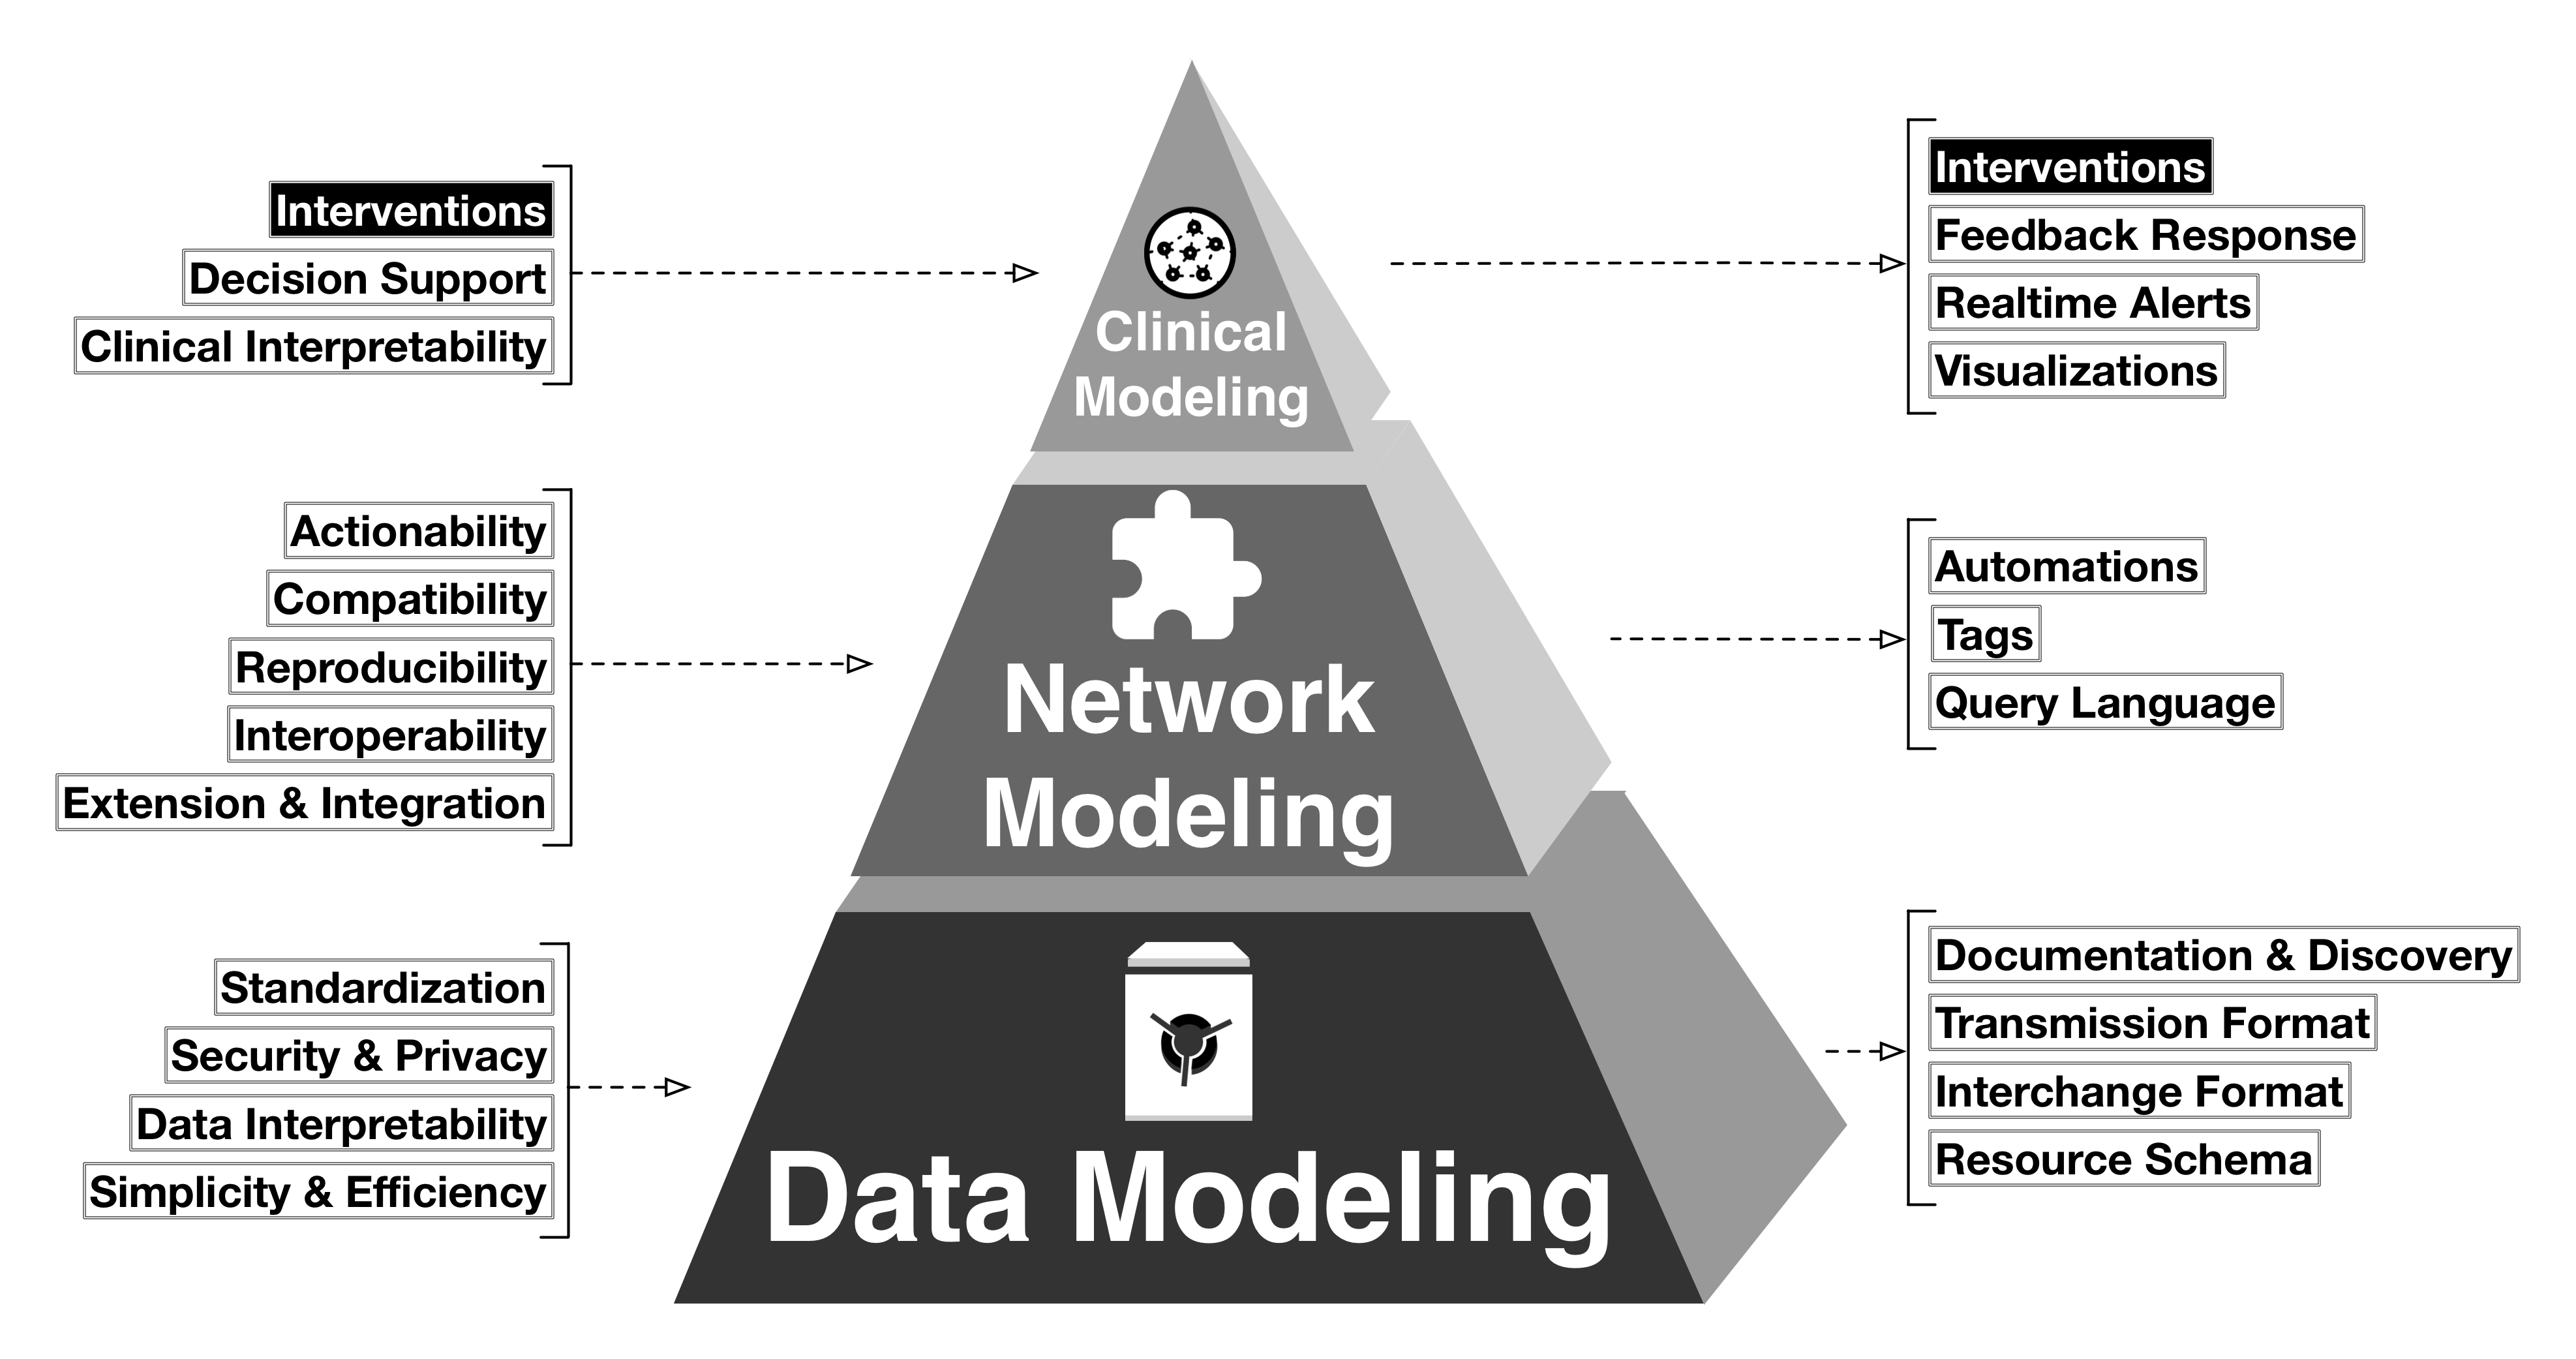 Interventions
Decision Support
Clinical Interpretability
Clinical
Modeling
Interventions
Feedback Response
Realtime Alerts
Visualizations
Actionability
Compatibility
Reproducibility
Interoperability
Extension & Integration
Network
Modeling
Automations
Tags
Query Language
Standardization
Security & Privacy
Data Interpretability
Simplicity & Efficiency
Data Modeling
Documentation & Discovery
Transmission Format
Interchange Format
Resource Schema